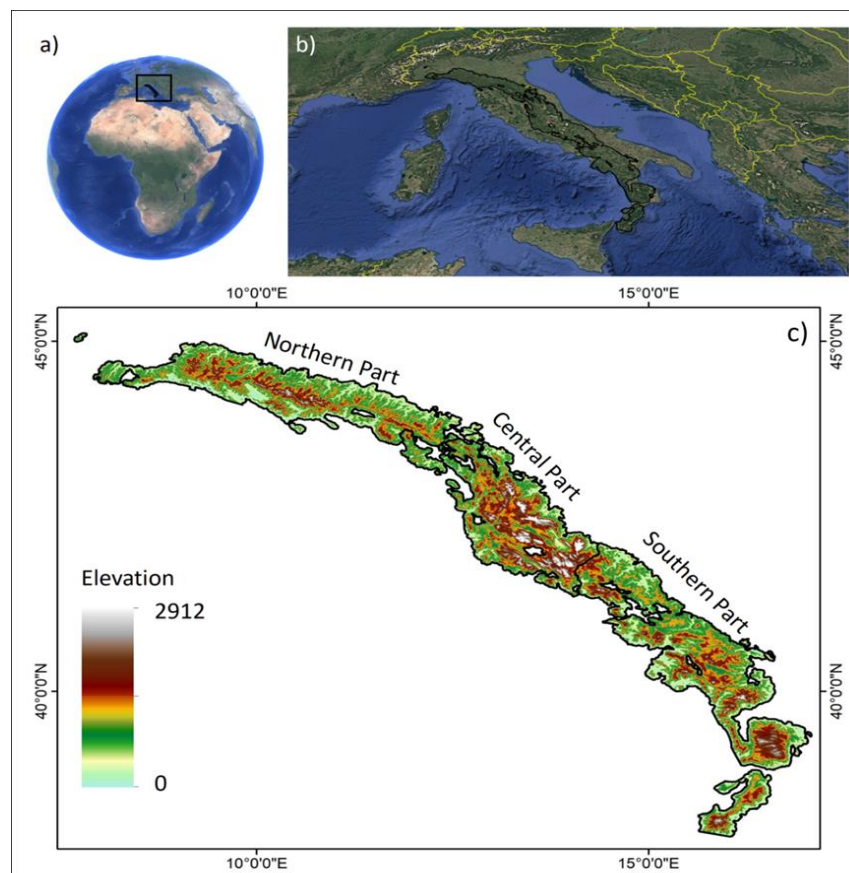 a)
b)
10°0'0"E
15°0'0"E
45°0'0"N
45°0'0"N
c)
Northern Part
Central Part
Southern Part
Elevation
2912
0
40°0'0"N
40°0'0"N
10°0'0"E
15°0'0"E